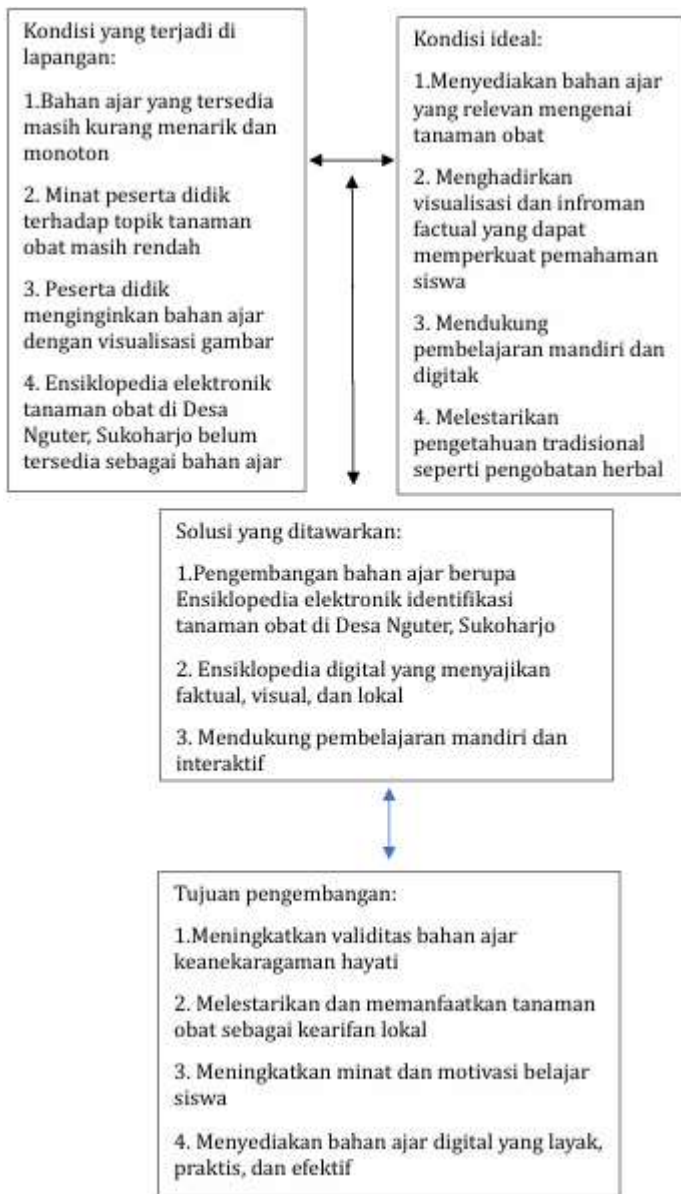 Kondisi yang terjadi di
lapangan:
1.Bahan ajar yang tersedia
masih kurang menarik dan
monoton
2. Minat peserta didik
terhadap topik tanaman
obat masih rendah
3. Peserta didik
menginginkan bahan ajar
dengan visualisasi gambar
4. Ensiklopedia elektronik
tanaman obat di Desa
Nguter, Sukoharjo belum
tersedia sebagai bahan ajar
Kondisi ideal:
1.Menyediakan bahan ajar
yang relevan mengenai
tanaman obat
2. Menghadirkan
visualisasi dan infroman
factual yang dapat
memperkuat pemahaman
siswa
3. Mendukung
pembelajaran mandiri dan
digitak
4. Melestarikan
pengetahuan tradisional
seperti pengobatan herbal
Solusi yang ditawarkan:
1.Pengembangan bahan ajar berupa
Ensiklopedia elektronik identifikasi
tanaman obat di Desa Nguter, Sukoharjo
2. Ensiklopedia digital yang menyajikan
faktual, visual, dan lokal
3. Mendukung pembelajaran mandiri dan
interaktif
Tujuan pengembangan:
1.Meningkatkan validitas bahan ajar
keanekaragaman hayati
2. Melestarikan dan memanfaatkan tanaman
obat sebagai kearifan lokal
3. Meningkatkan minat dan motivasi belajar
siswa
4. Menyediakan bahan ajar digital yang layak,
praktis, dan efektif